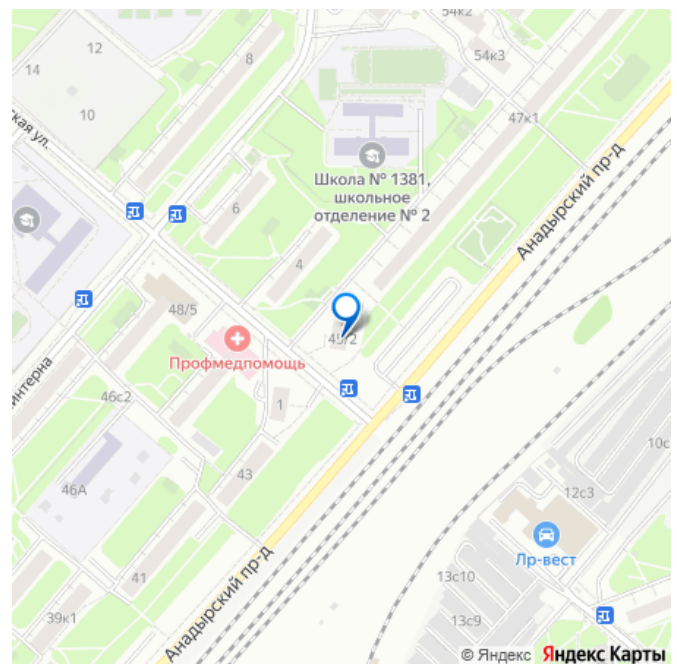 54к2
12
8
54к3
14
10
47к1
ская ул.
Школа № 1381,
школьное
отделение № 2
Анадырский пр-д
6
4
48/5
45/2
Профмедпомощь
интерна
46с2
1
43
10с
46А
12с3
Лр-вест
41
13с10
Анадырский пр-д
39к1
13с9
© Яндекс Яндекс Карты